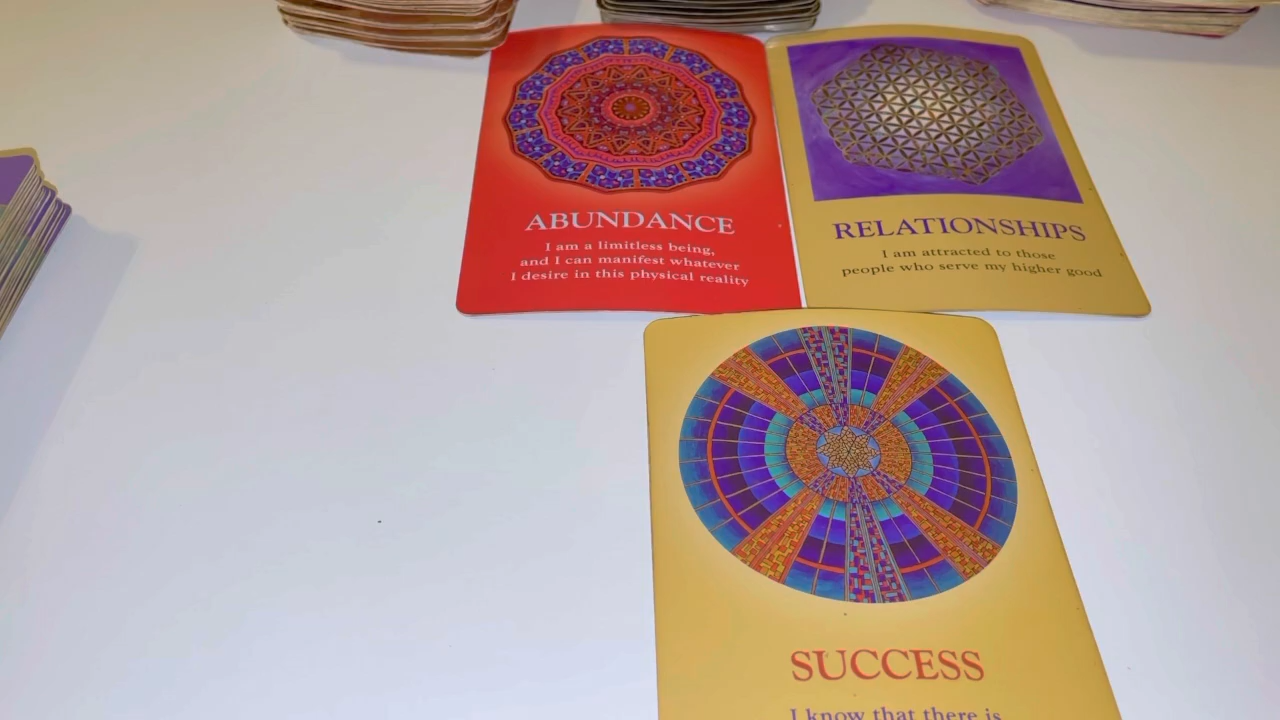 ABUNDANCE
I am a limitless being,
and I can manifest whatever
I desire in this physical reality
RELATIONSHIPS
I am attracted to those
people who serve my higher good
SUCCESS
I know that there is